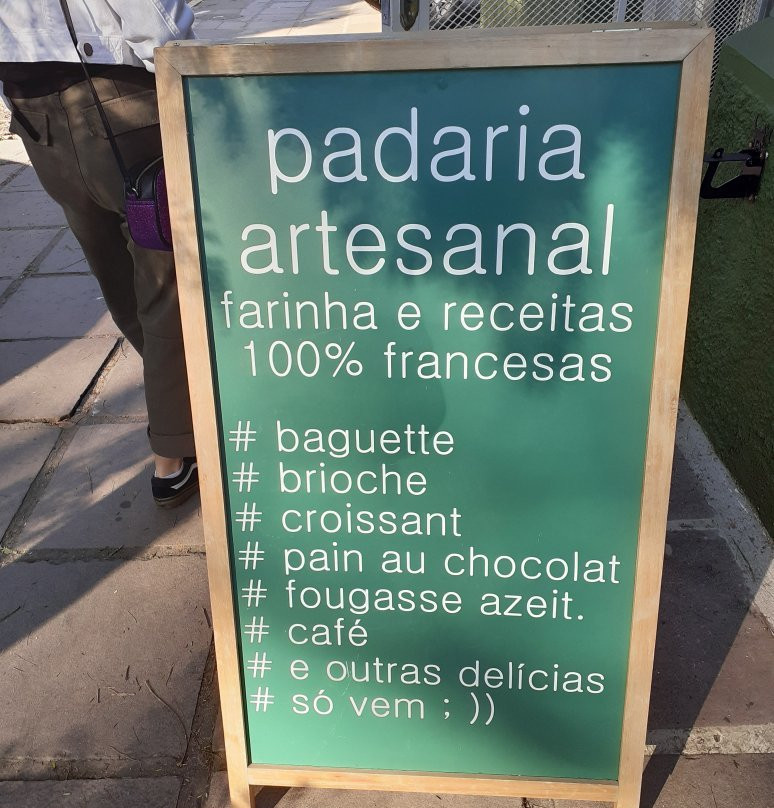 padaria
artesanal
farinha e receitas
100% francesas
# baguette
# brioche
# croissant
# pain au chocolat
# fougasse azeit.
# café
# e outras delícias
# só vem ; ))